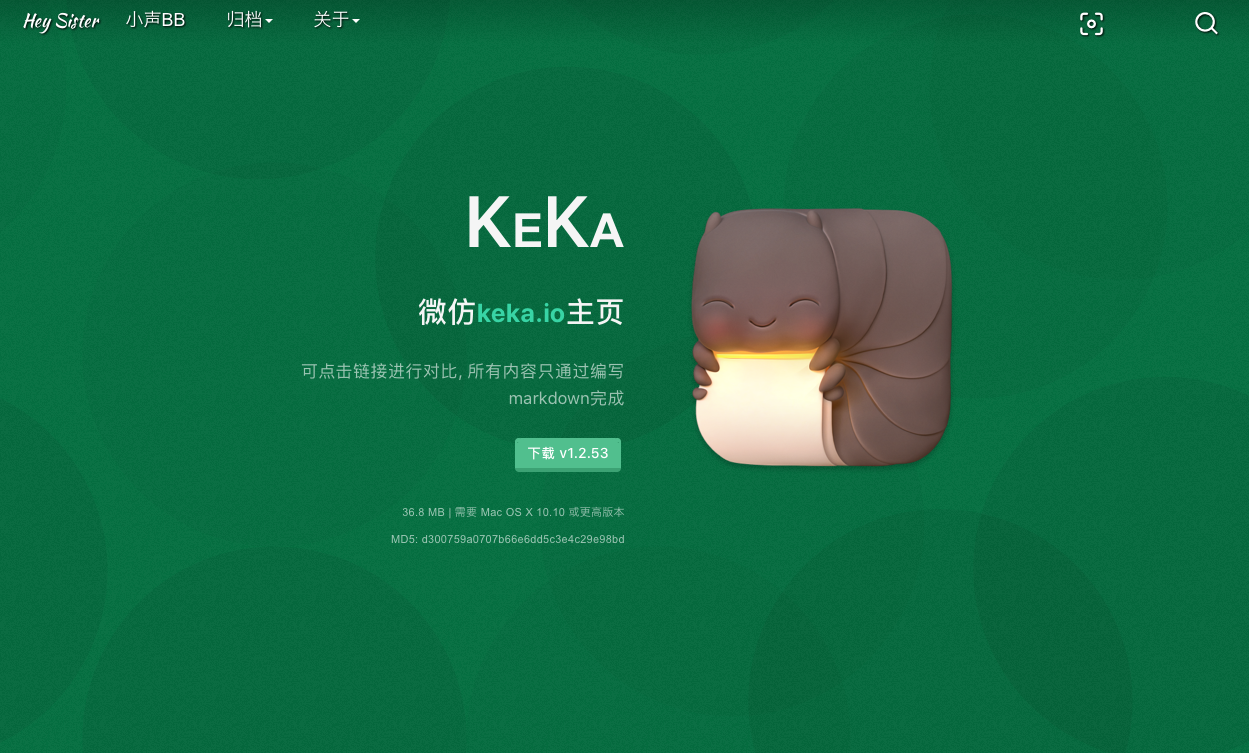 Hey Sister
小声BB
归档
关于
KEKA
微仿keka.io主页
可点击链接进行对比, 所有内容只通过编写
markdown完成
下载 v1.2.53
36.8 MB | 需要 Mac OS X 10.10 或更高版本
MD5: d300759a0707b66e6dd5c3e4c29e98bd